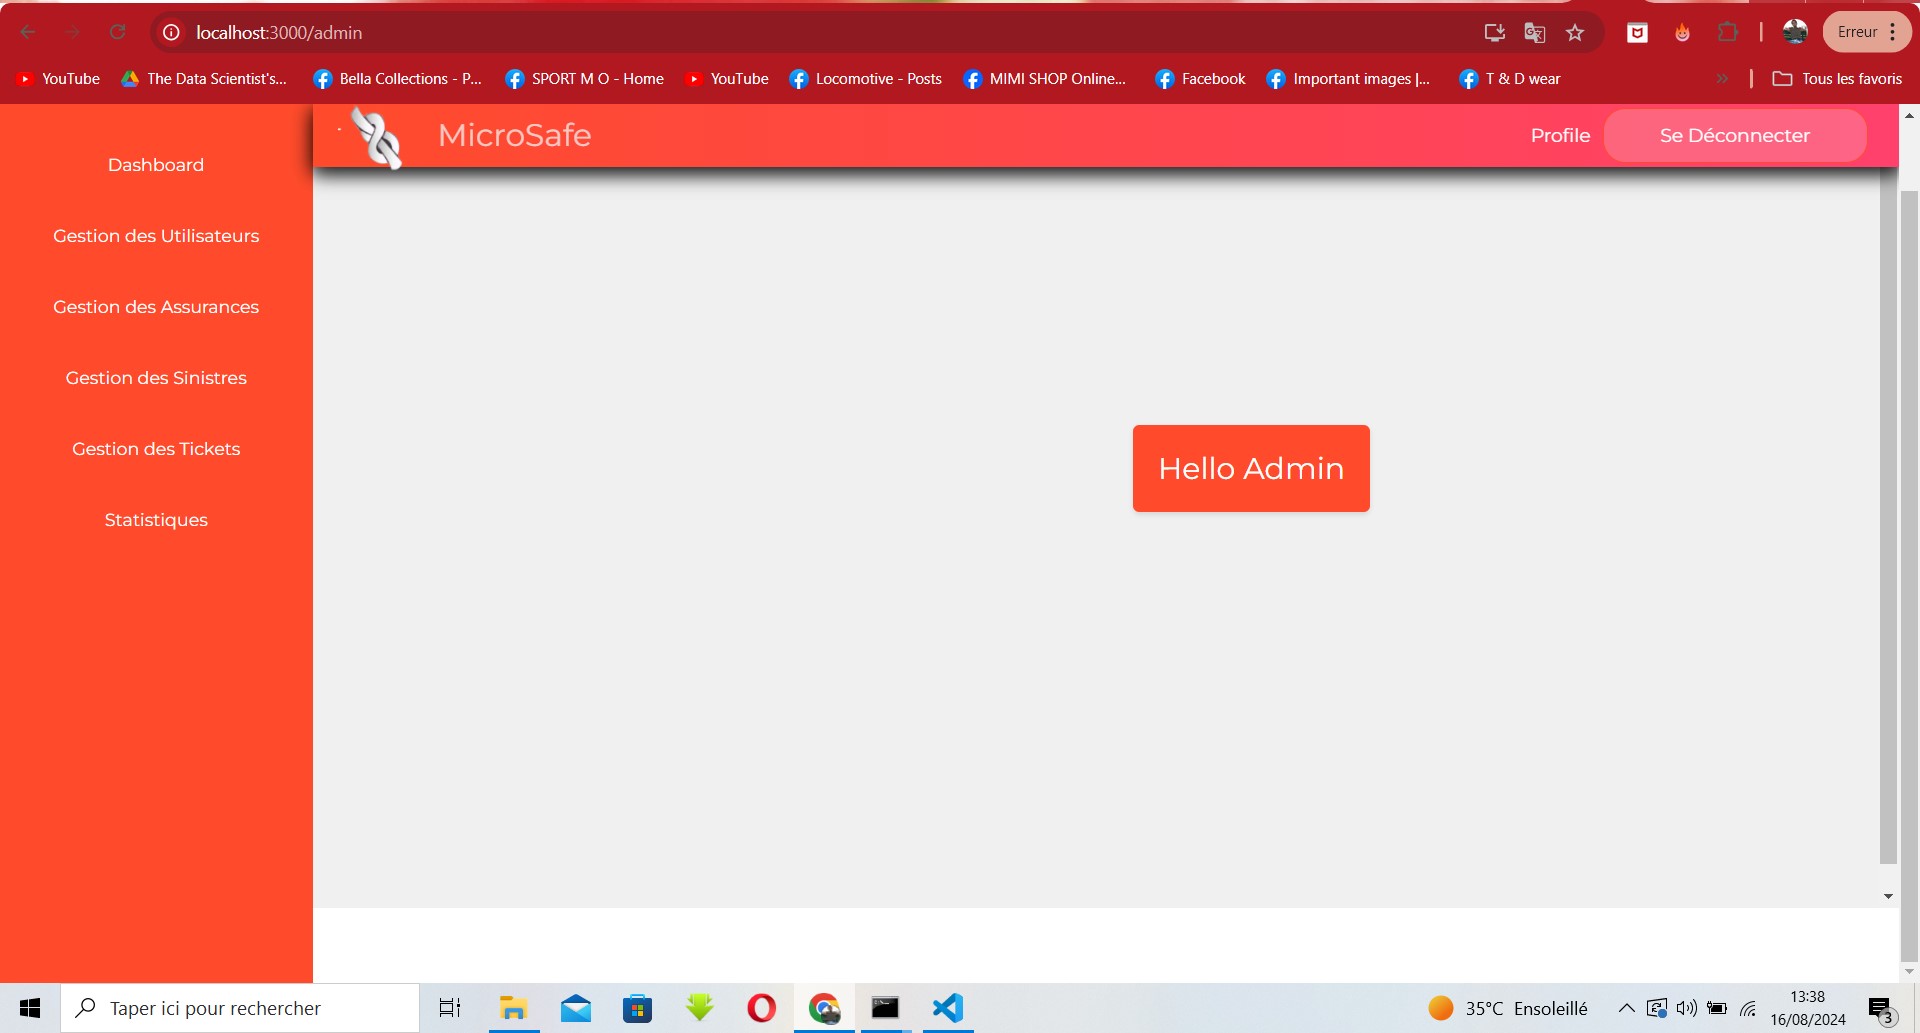 localhost:3000/admin
Erreur
YouTube
The Data Scientist's...
Bella Collections - P...
SPORT M O - Home
YouTube
Locomotive - Posts
MIMI SHOP Online...
Facebook
Important images |...
T & D wear
Tous les favoris
MicroSafe
Profile
Se Déconnecter
Dashboard
Gestion des Utilisateurs
Gestion des Assurances
Gestion des Sinistres
Gestion des Tickets
Statistiques
Hello Admin
Taper ici pour rechercher
35°C Ensoleillé
13:38
16/08/2024
3